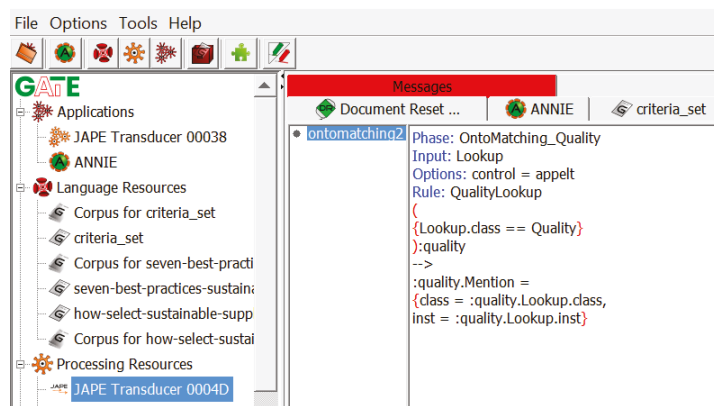 File Options Tools Help
GATE
Applications
JAPE Transducer 00038
ANNIE
Language Resources
Corpus for criteria_set
criteria_set
Corpus for seven-best-practi
seven-best-practices-sustaina
how-select-sustainable-supp
Corpus for how-select-sustai
Processing Resources
JAPE
JAPE Transducer 0004D
Messages
Document Reset ...
ANNIE
criteria_set
ontomatching2
Phase: OntoMatching_Quality
Input: Lookup
Options: control = appelt
Rule: QualityLookup
(
{Lookup.class == Quality}
):quality
-->
:quality.Mention =
{class = :quality.Lookup.class,
inst = :quality.Lookup.inst}